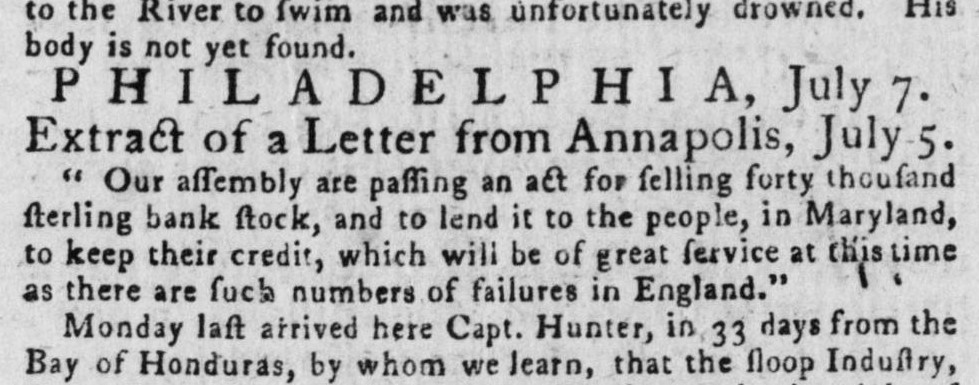 to the River to ſwim and was unfortunately drowned. His
body is not yet found.
PHILADELPHIA, July 7.
Extract of a Letter from Annapolis, July 5.
“ Our aſſembly are paſſing an act for ſelling forty thouſand
ſterling bank ſtock, and to lend it to the people, in Maryland,
to keep their credit, which will be of great ſervice at this time
as there are ſuch numbers of failures in England.”
Monday laſt arrived here Capt. Hunter, in 33 days from the
Bay of Honduras, by whom we learn, that the ſloop Induſtry,